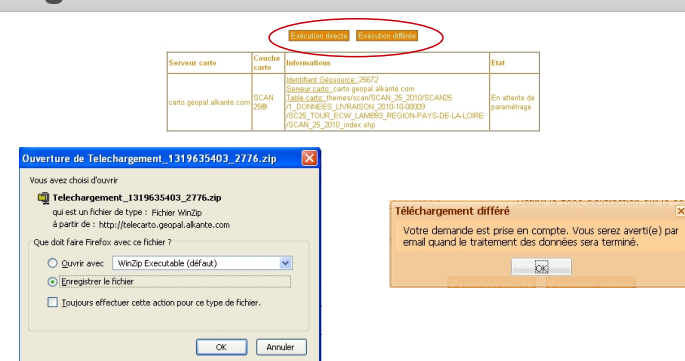 Exécution directe Exécution différée
Serveur carto Couche carte Informations Etat
carto.geopal.alkante.com
SCAN
25®
Identifiant Géosource: 25672
Serveur carto: carto.geopal.alkante.com
Table carto: themes/scan/SCAN_25_2010/SCAN25
/1_DONNEES_LIVRAISON_2010-10-00009
/SC25_TOUR_ECW_LAMB93_REGION-PAYS-DE-LA-LOIRE
/SCAN_25_2010_index.shp
En attente de
paramétrage
Ouverture de Telechargement_1319635403_2776.zip
Vous avez choisi d'ouvrir
Telechargement_1319635403_2776.zip
qui est un fichier de type : Fichier WinZip
à partir de : http://telecarto.geopal.alkante.com
Que doit faire Firefox avec ce fichier ?
Ouvrir avec WinZip Executable (défaut)
Enregistrer le fichier
Toujours effectuer cette action pour ce type de fichier.
OK Annuler
Téléchargement différé
Votre demande est prise en compte. Vous serez averti(e) par
email quand le traitement des données sera terminé.
OK